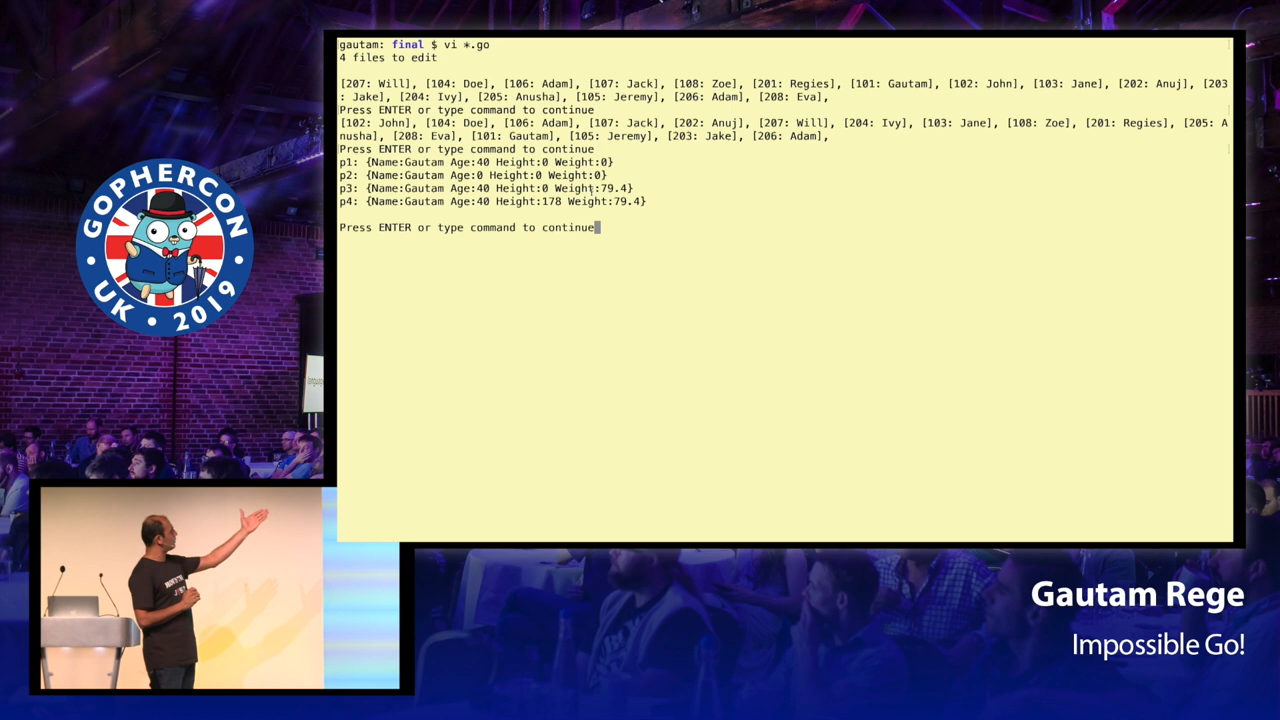 gautam: final $ vi *.go
4 files to edit
[207: Will], [104: Doe], [106: Adam], [107: Jack], [108: Zoe], [201: Regies], [101: Gautam], [102: John], [103: Jane], [202: Anuj], [203
: Jake], [204: Ivy], [205: Anusha], [105: Jeremy], [206: Adam], [208: Eva],
Press ENTER or type command to continue
[102: John], [104: Doe], [106: Adam], [107: Jack], [202: Anuj], [207: Will], [204: Ivy], [103: Jane], [108: Zoe], [201: Regies], [205: A
nusha], [208: Eva], [101: Gautam], [105: Jeremy], [203: Jake], [206: Adam],
Press ENTER or type command to continue
p1: {Name:Gautam Age:40 Height:0 Weight:0}
p2: {Name:Gautam Age:0 Height:0 Weight:0}
p3: {Name:Gautam Age:40 Height:0 Weight:79.4}
p4: {Name:Gautam Age:40 Height:178 Weight:79.4}
Press ENTER or type command to continue
GOPHERCON
UK • 2019
Gautam Rege
Impossible Go!